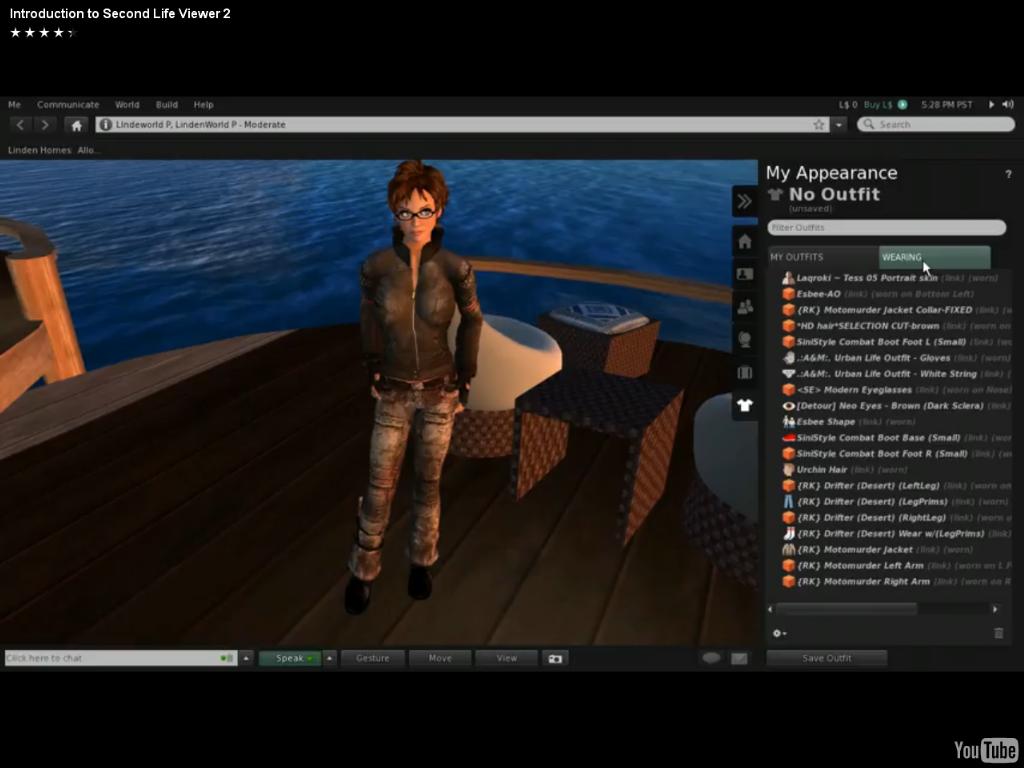 Introduction to Second Life Viewer 2
Me Communicate World Build Help L$ 0 Buy L$ 5:28 PM PST
Lindeworld P, LindenWorld P - Moderate Search
Linden Homes Allo...
My Appearance ?
No Outfit
(unsaved)
Filter Outfits
MY OUTFITS WEARING
Laqroki ~ Tess 05 Portrait skin (link) (worn)
Esbee-AO (link) (worn on Bottom Left)
{RK} Motomurder Jacket Collar-FIXED (link) (w
*HD hair*SELECTION CUT-brown (link) (worn on
SiniStyle Combat Boot Foot L (Small) (link) (wo
.:A&M:. Urban Life Outfit - Gloves (link) (worn)
.:A&M:. Urban Life Outfit - White String (link) (
<SE> Modern Eyeglasses (link) (worn on Nose)
[Detour] Neo Eyes - Brown (Dark Sclera) (link)
Esbee Shape (link) (worn)
SiniStyle Combat Boot Base (Small) (link) (wor
SiniStyle Combat Boot Foot R (Small) (link) (wo
Urchin Hair (link) (worn)
{RK} Drifter (Desert) (LeftLeg) (link) (worn on
{RK} Drifter (Desert) (LegPrims) (link) (worn)
{RK} Drifter (Desert) (RightLeg) (link) (worn o
{RK} Drifter (Desert) Wear w/(LegPrims) (link)
{RK} Motomurder Jacket (link) (worn)
{RK} Motomurder Left Arm (link) (worn on L F
{RK} Motomurder Right Arm (link) (worn on R
Click here to chat Speak Gesture Move View Save Outfit
YouTube